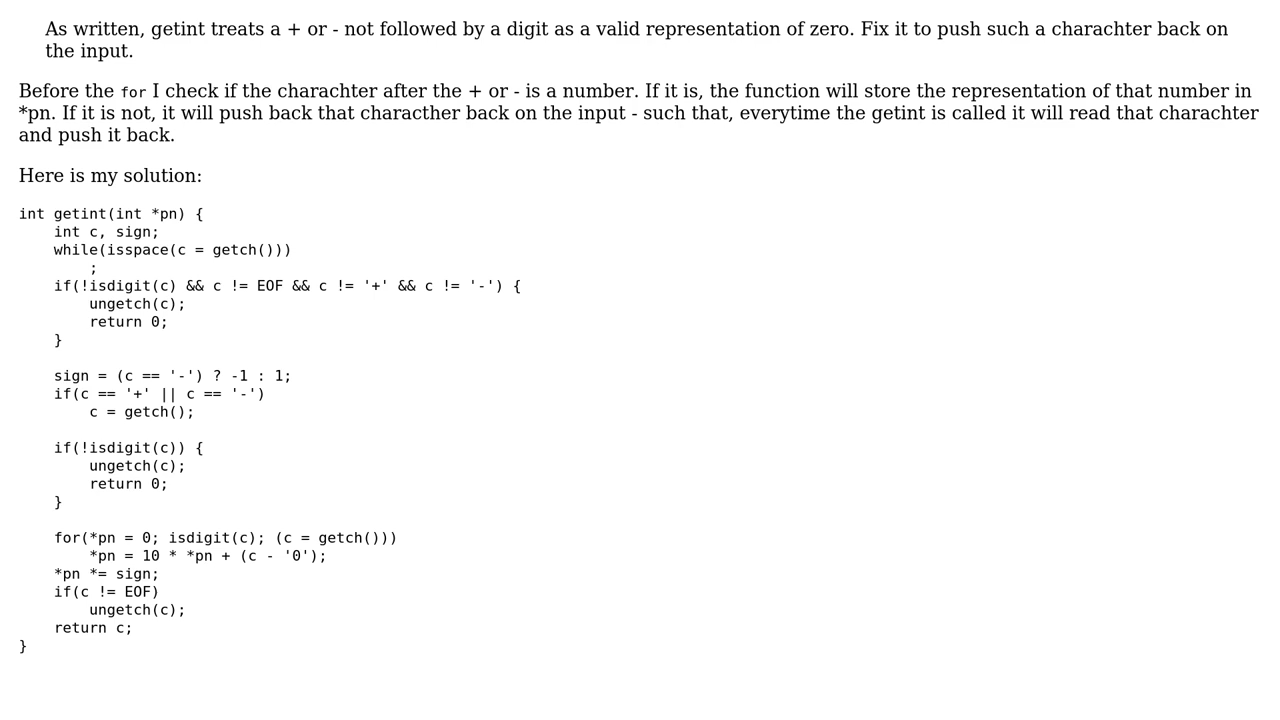 As written, getint treats a + or - not followed by a digit as a valid representation of zero. Fix it to push such a charachter back on
the input.
Before the for I check if the charachter after the + or - is a number. If it is, the function will store the representation of that number in
*pn. If it is not, it will push back that characther back on the input - such that, everytime the getint is called it will read that charachter
and push it back.
Here is my solution:
int getint(int *pn) {
    int c, sign;
    while(isspace(c = getch()))
        ;
    if(!isdigit(c) && c != EOF && c != '+' && c != '-') {
        ungetch(c);
        return 0;
    }
    sign = (c == '-') ? -1 : 1;
    if(c == '+' || c == '-')
        c = getch();
    if(!isdigit(c)) {
        ungetch(c);
        return 0;
    }
    for(*pn = 0; isdigit(c); (c = getch()))
        *pn = 10 * *pn + (c - '0');
    *pn *= sign;
    if(c != EOF)
        ungetch(c);
    return c;
}